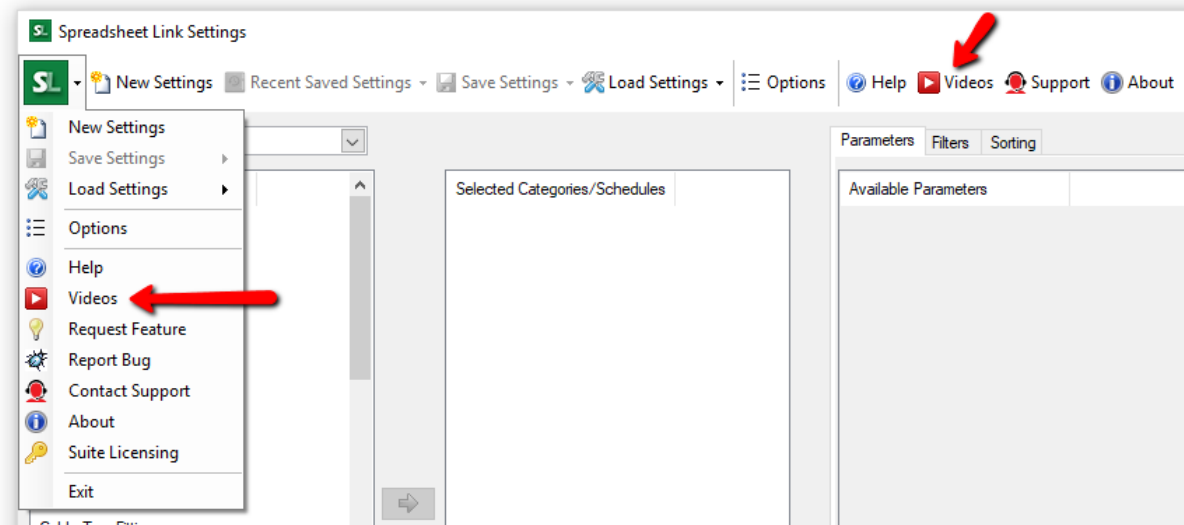 SL Spreadsheet Link Settings
SL New Settings Recent Saved Settings Save Settings Load Settings Options Help Videos Support About
New Settings
Save Settings
Load Settings
Options
Help
Videos
Request Feature
Report Bug
Contact Support
About
Suite Licensing
Exit
Selected Categories/Schedules
Parameters Filters Sorting
Available Parameters